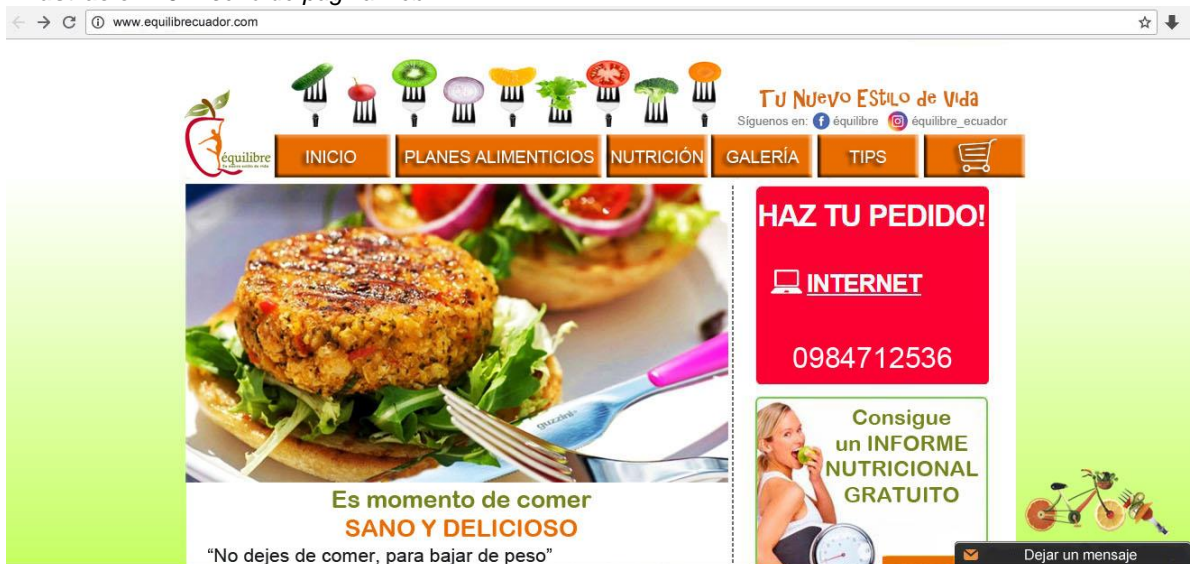 www.equilibrecuador.com
Tu Nuevo Estilo de Vida
Síguenos en: équilibre équilibre_ecuador
équilibre
INICIO PLANES ALIMENTICIOS NUTRICIÓN GALERÍA TIPS
HAZ TU PEDIDO!
INTERNET
0984712536
guzzini
Consigue
un INFORME
NUTRICIONAL
GRATUITO
Es momento de comer
SANO Y DELICIOSO
“No dejes de comer, para bajar de peso”
Dejar un mensaje